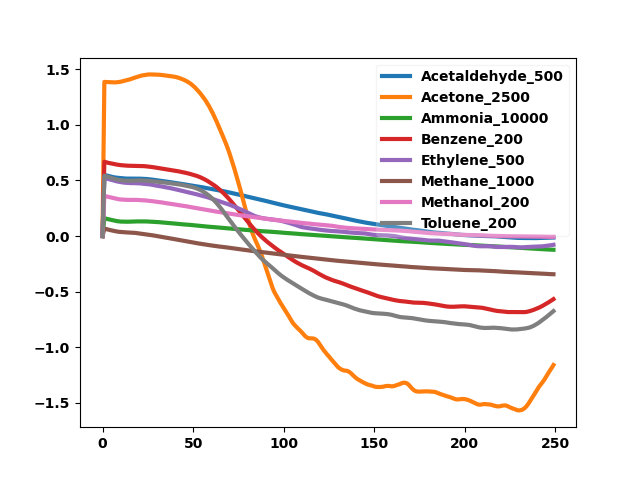 1.5
1.0
0.5
0.0
−0.5
−1.0
−1.5
0
50
100
150
200
250
Acetaldehyde_500
Acetone_2500
Ammonia_10000
Benzene_200
Ethylene_500
Methane_1000
Methanol_200
Toluene_200